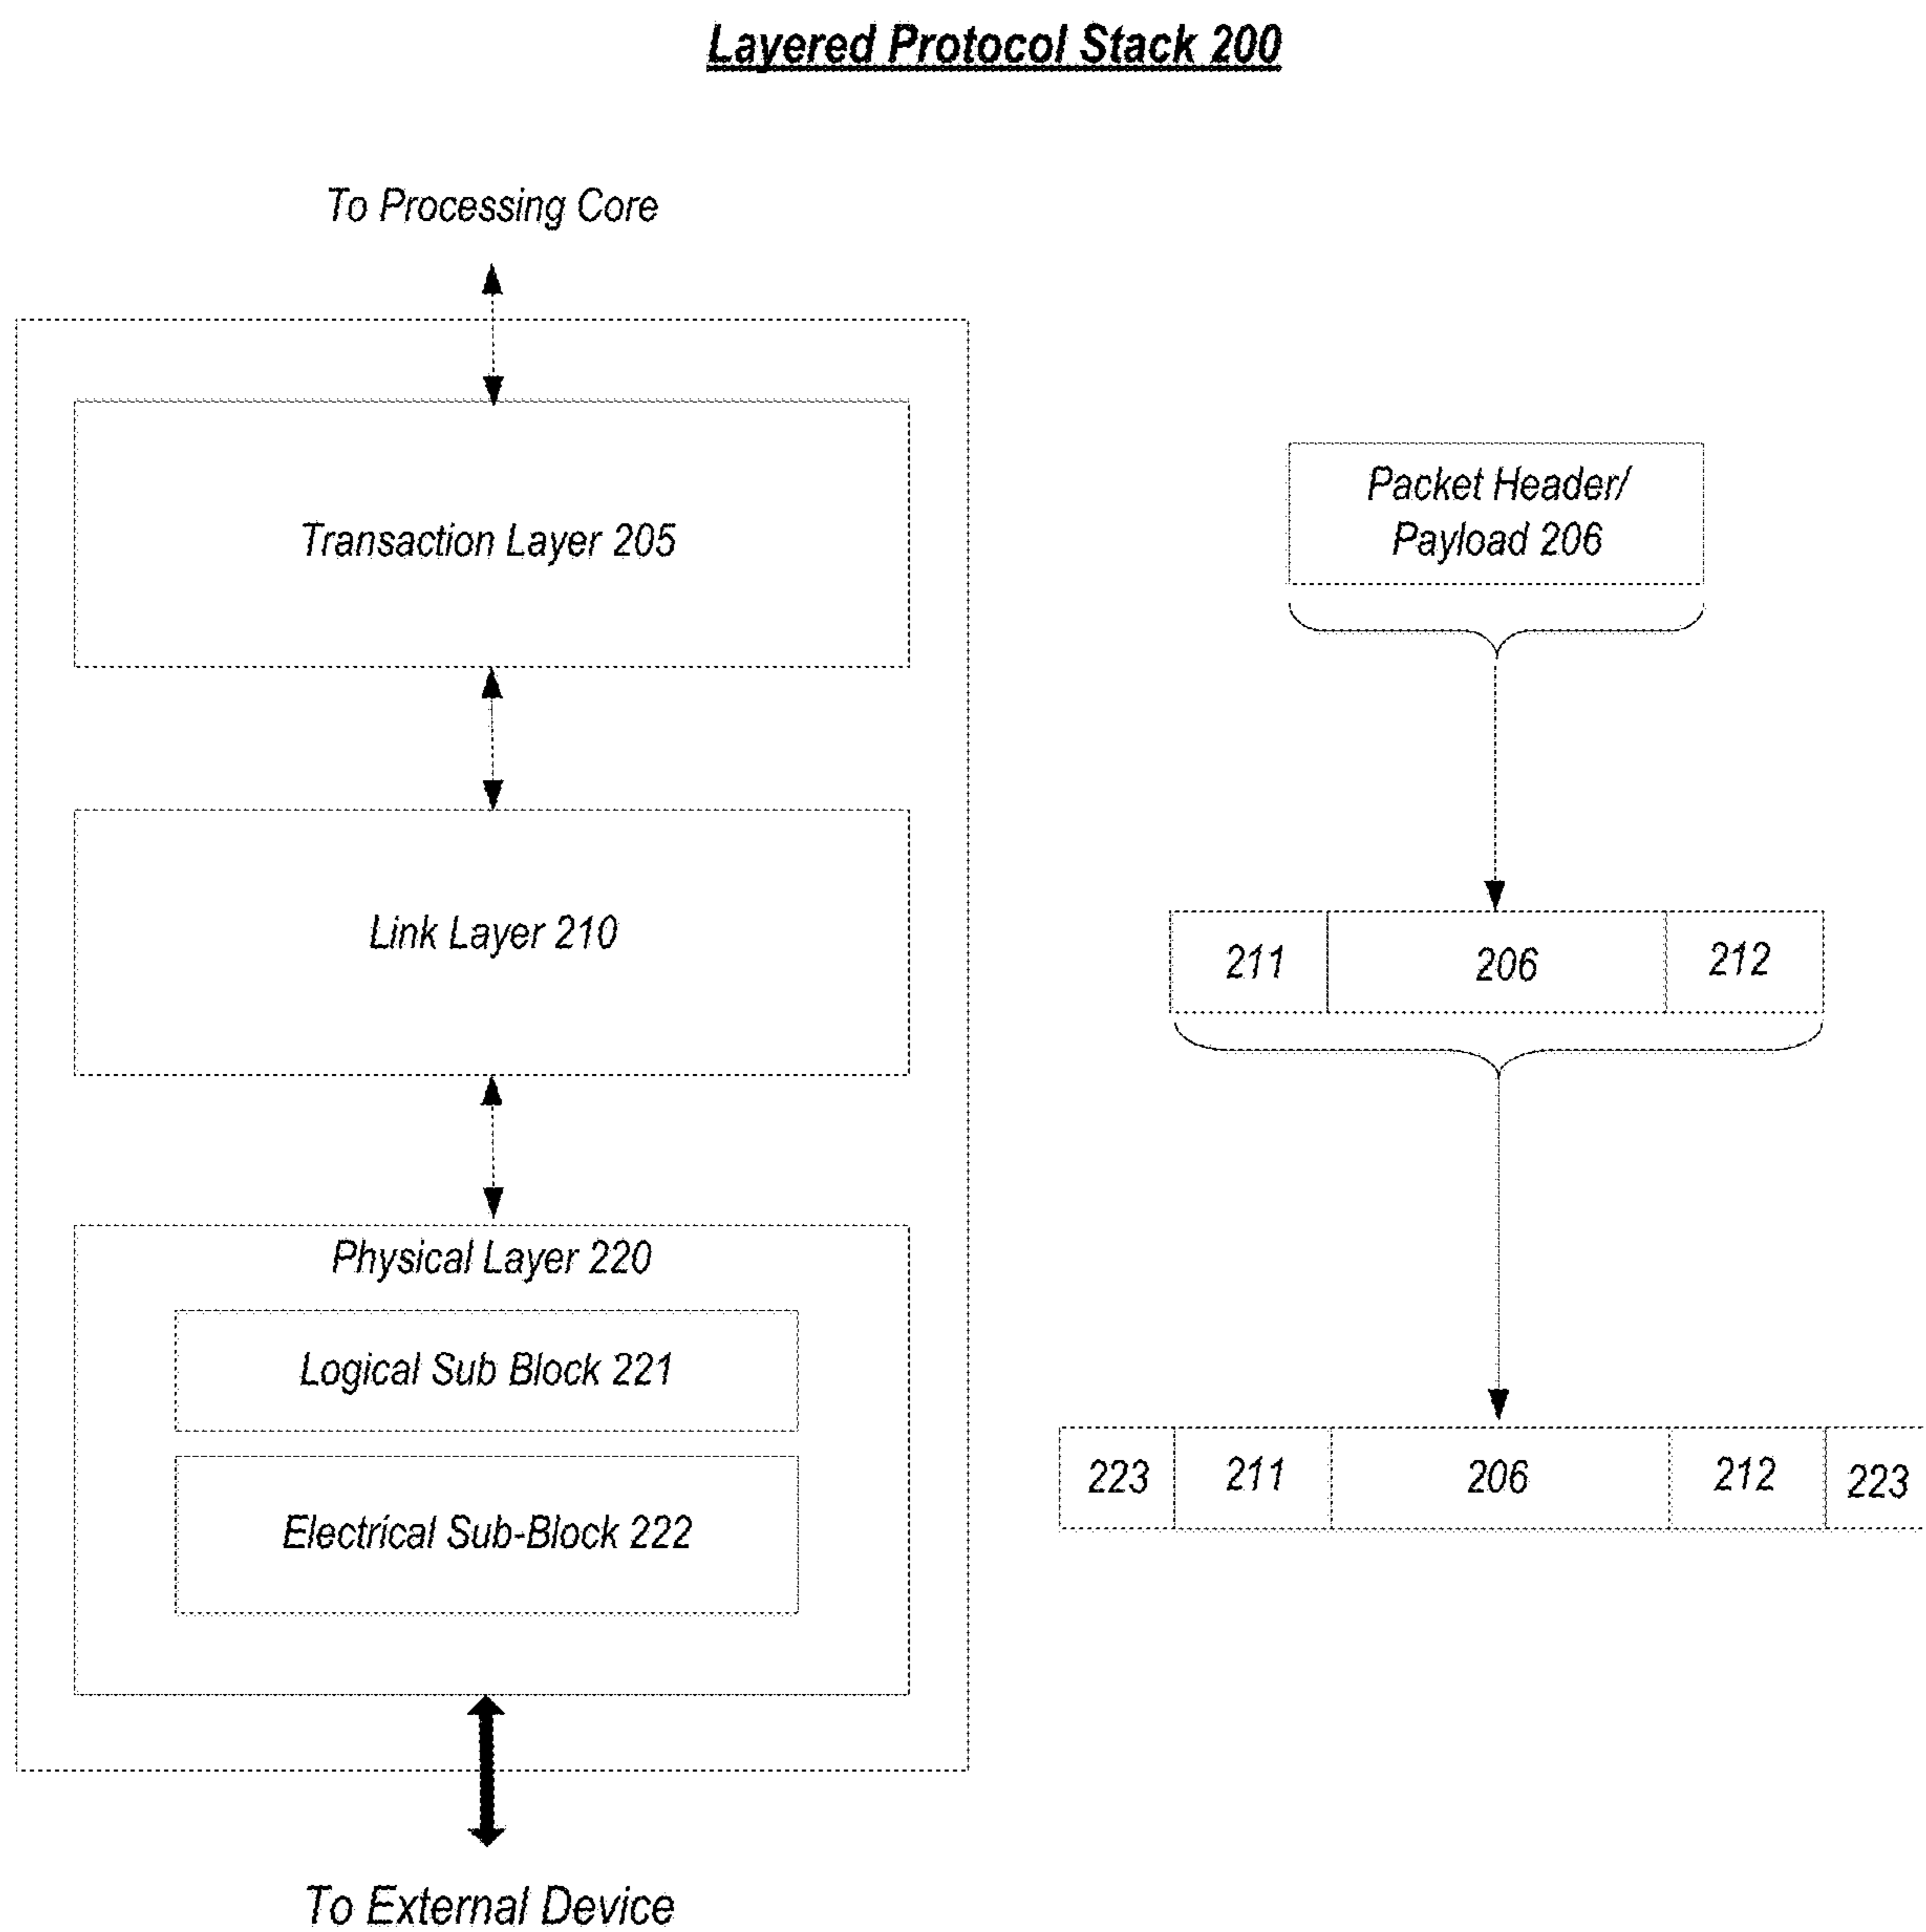 Layered Protocol Stack 200
To Processing Core
Transaction Layer 205
Packet Header/
Payload 206
Link Layer 210
211 206 212
Physical Layer 220
Logical Sub Block 221
Electrical Sub-Block 222
223 211 206 212 223
To External Device